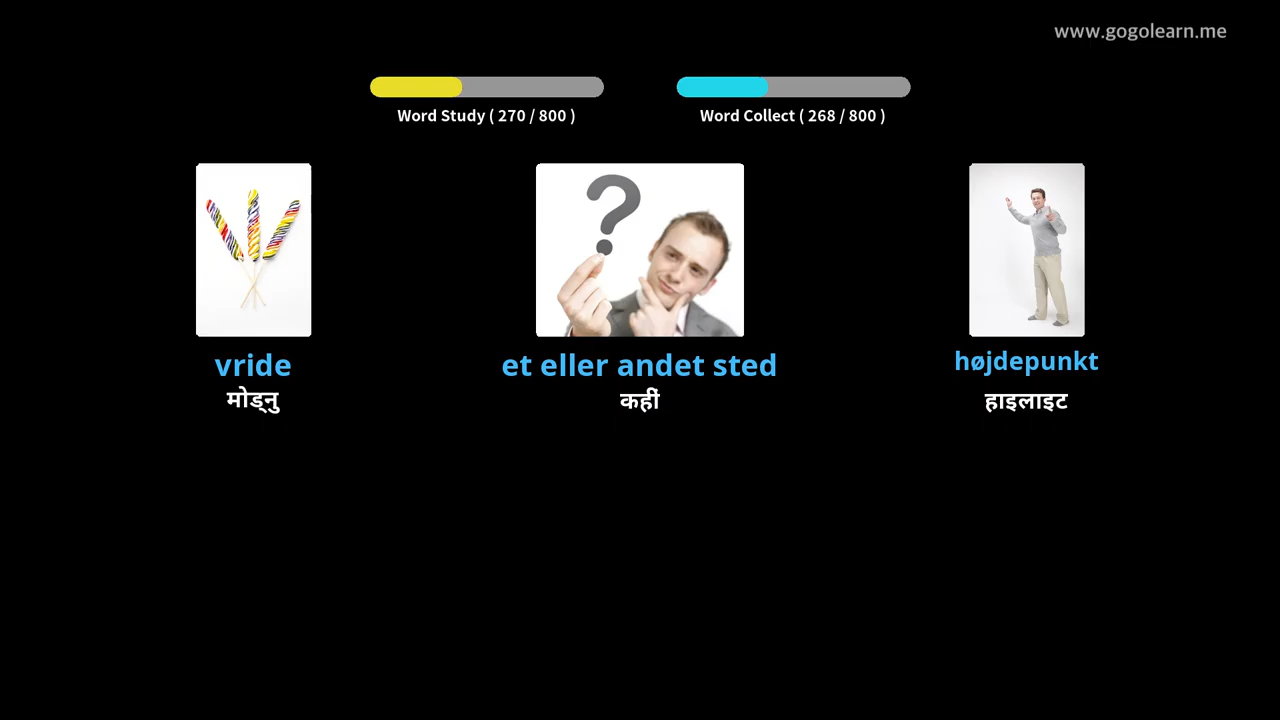 www.gogolearn.me
Word Study ( 270 / 800 )
Word Collect ( 268 / 800 )
vride
मोड्नु
et eller andet sted
कहीं
højdepunkt
हाइलाइट